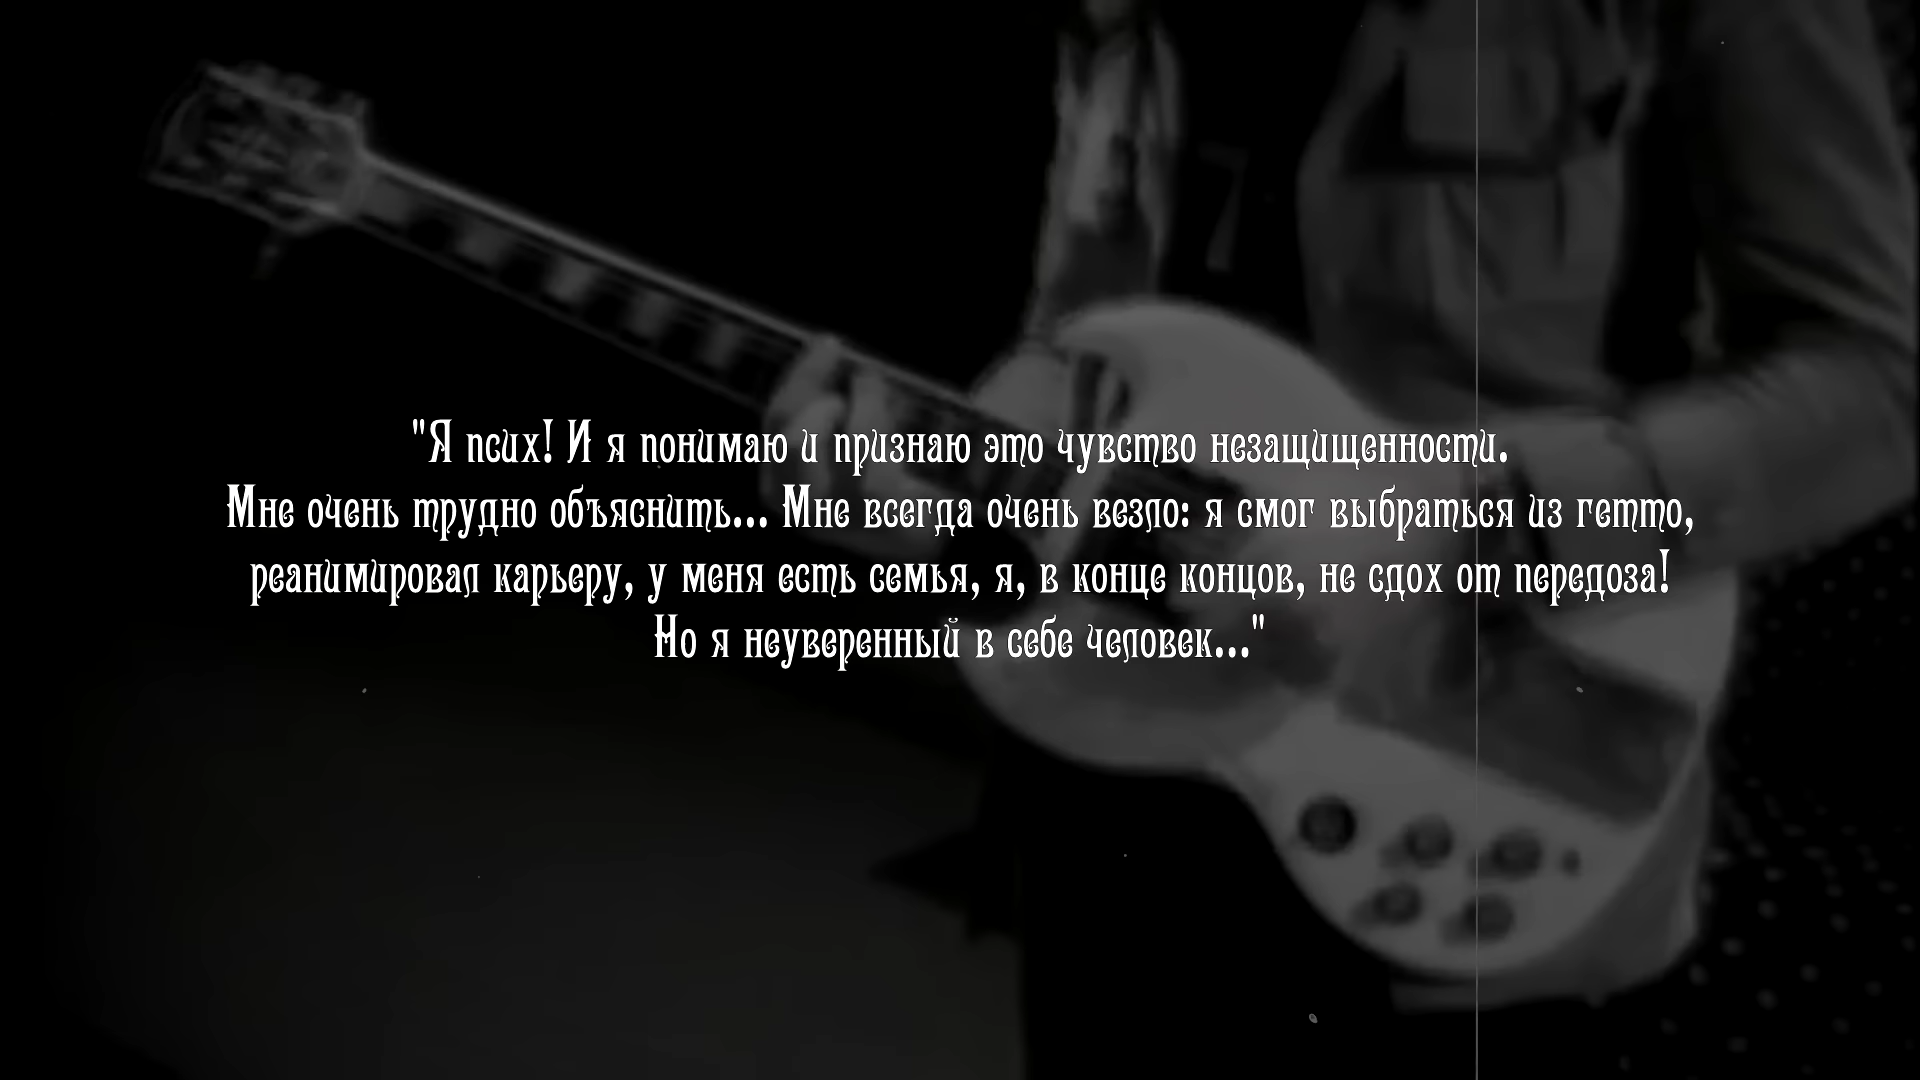 "Я псих! И я понимаю и признаю это чувство незащищенности.
Мне очень трудно объяснить... Мне всегда очень везло: я смог выбраться из гетто,
реанимировал карьеру, у меня есть семья, я, в конце концов, не сдох от передоза!
Но я неуверенный в себе человек..."